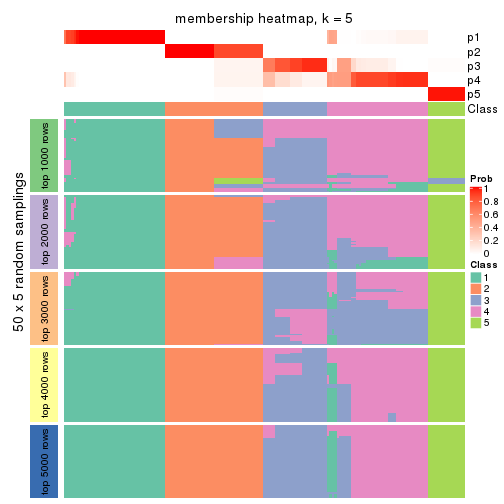 membership heatmap, k = 5
p1
p2
p3
p4
p5
Class
50 x 5 random samplings
top 1000 rows
top 2000 rows
top 3000 rows
top 4000 rows
top 5000 rows
Prob
1
0.8
0.6
0.4
0.2
0
Class
1
2
3
4
5